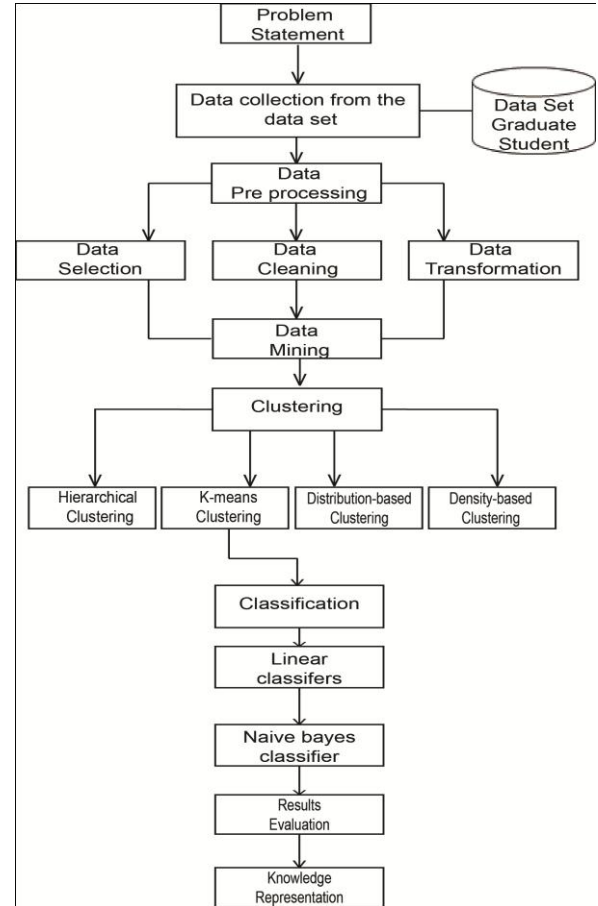 Problem
Statement
Data collection from the
data set
Data Set
Graduate
Student
Data
Pre processing
Data
Selection
Data
Cleaning
Data
Transformation
Data
Mining
Clustering
Hierarchical
Clustering
K-means
Clustering
Distribution-based
Clustering
Density-based
Clustering
Classification
Linear
classifers
Naive bayes
classifier
Results
Evaluation
Knowledge
Representation